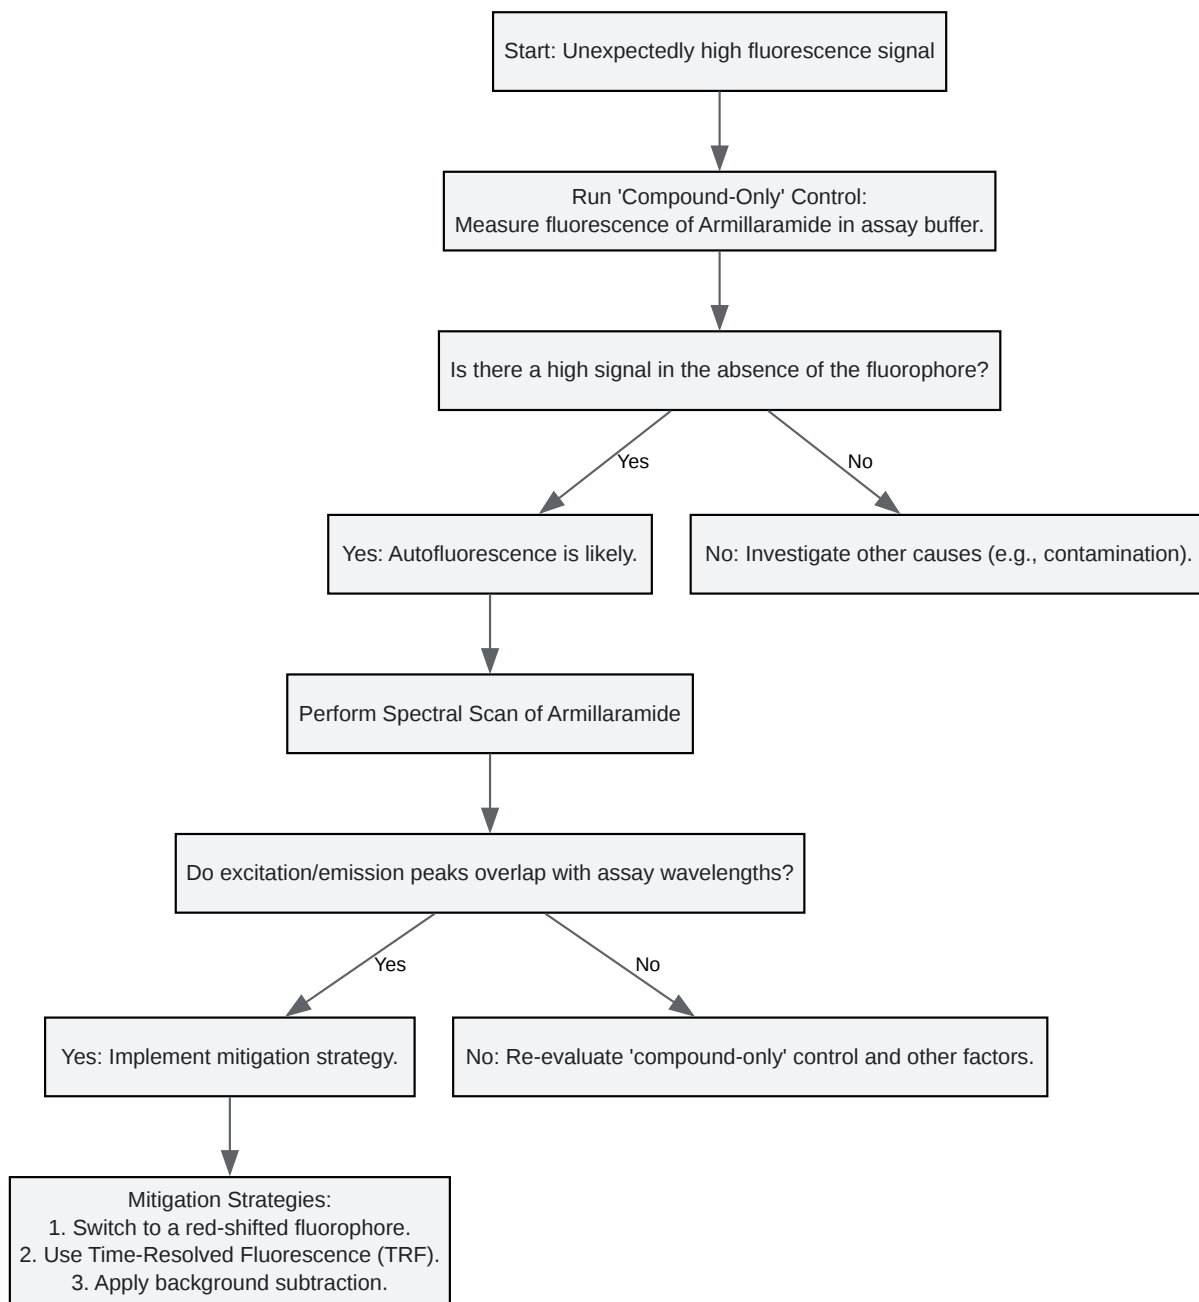 Start: Unexpectedly high fluorescence signal
Run 'Compound-Only' Control:
Measure fluorescence of Armillaramide in assay buffer.
Is there a high signal in the absence of the fluorophore?
Yes
No
Yes: Autofluorescence is likely.
No: Investigate other causes (e.g., contamination).
Perform Spectral Scan of Armillaramide
Do excitation/emission peaks overlap with assay wavelengths?
Yes
No
Yes: Implement mitigation strategy.
No: Re-evaluate 'compound-only' control and other factors.
Mitigation Strategies:
1. Switch to a red-shifted fluorophore.
2. Use Time-Resolved Fluorescence (TRF).
3. Apply background subtraction.